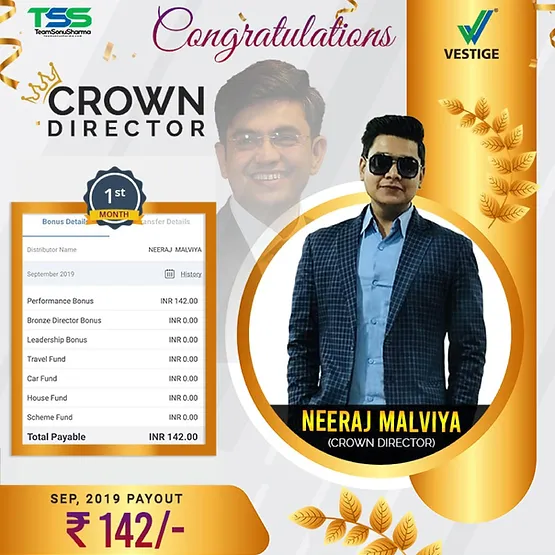 TSS
TeamSonuSharma
Congratulations
VESTIGE
CROWN
DIRECTOR
1st
MONTH
Bonus Details
Transfer Details
Distributor Name NEERAJ MALVIYA
September 2019 History
Performance Bonus INR 142.00
Bronze Director Bonus INR 0.00
Leadership Bonus INR 0.00
Travel Fund INR 0.00
Car Fund INR 0.00
House Fund INR 0.00
Scheme Fund INR 0.00
Total Payable INR 142.00
NEERAJ MALVIYA
(CROWN DIRECTOR)
SEP, 2019 PAYOUT
₹ 142/-